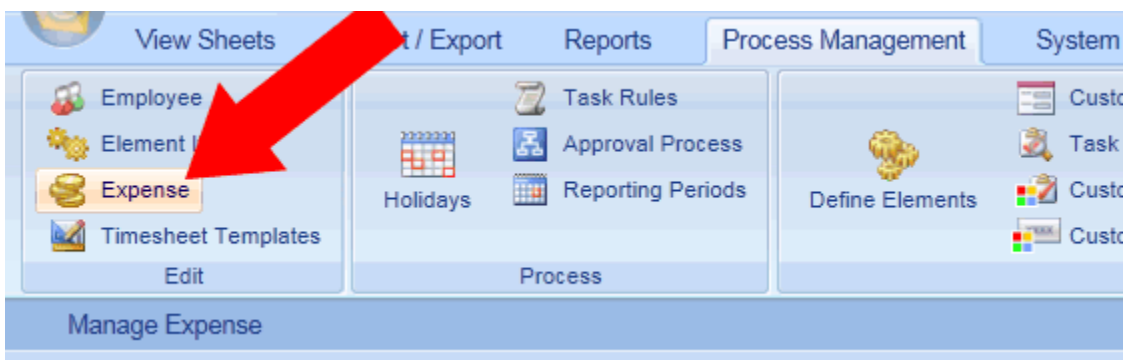 View Sheets
/ Export
Reports
Process Management
System
Employee
Element
Expense
Timesheet Templates
Edit
Holidays
Task Rules
Approval Process
Reporting Periods
Process
Define Elements
Task
Manage Expense